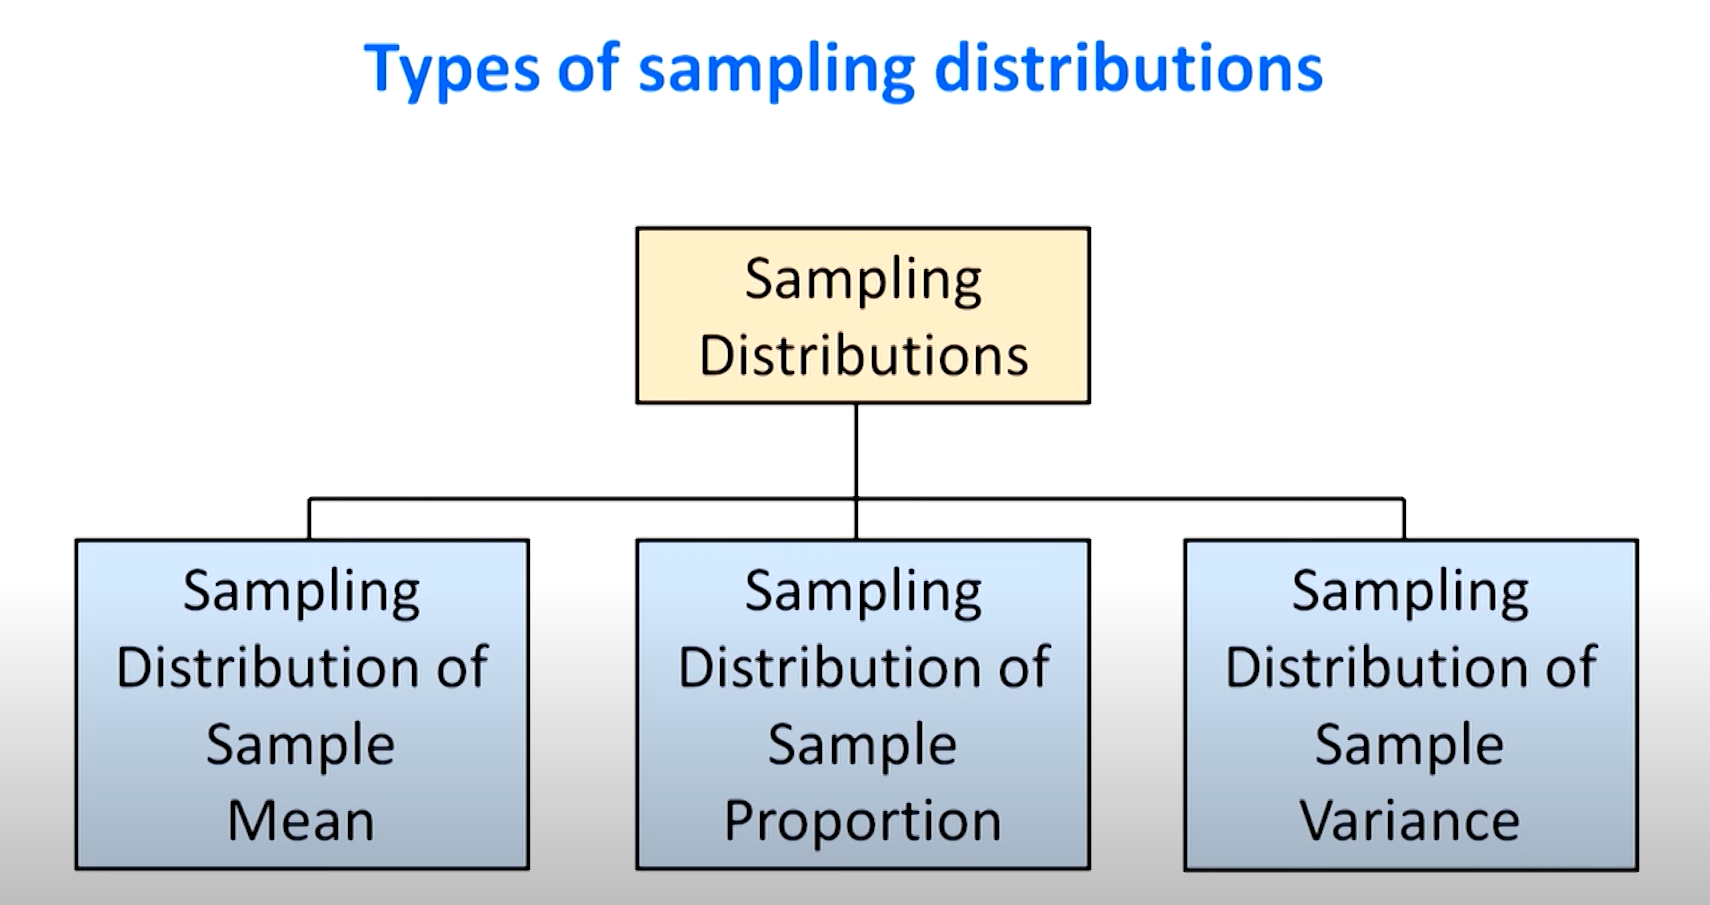 Types of sampling distributions
Sampling
Distributions
Sampling
Distribution of
Sample
Mean
Sampling
Distribution of
Sample
Proportion
Sampling
Distribution of
Sample
Variance